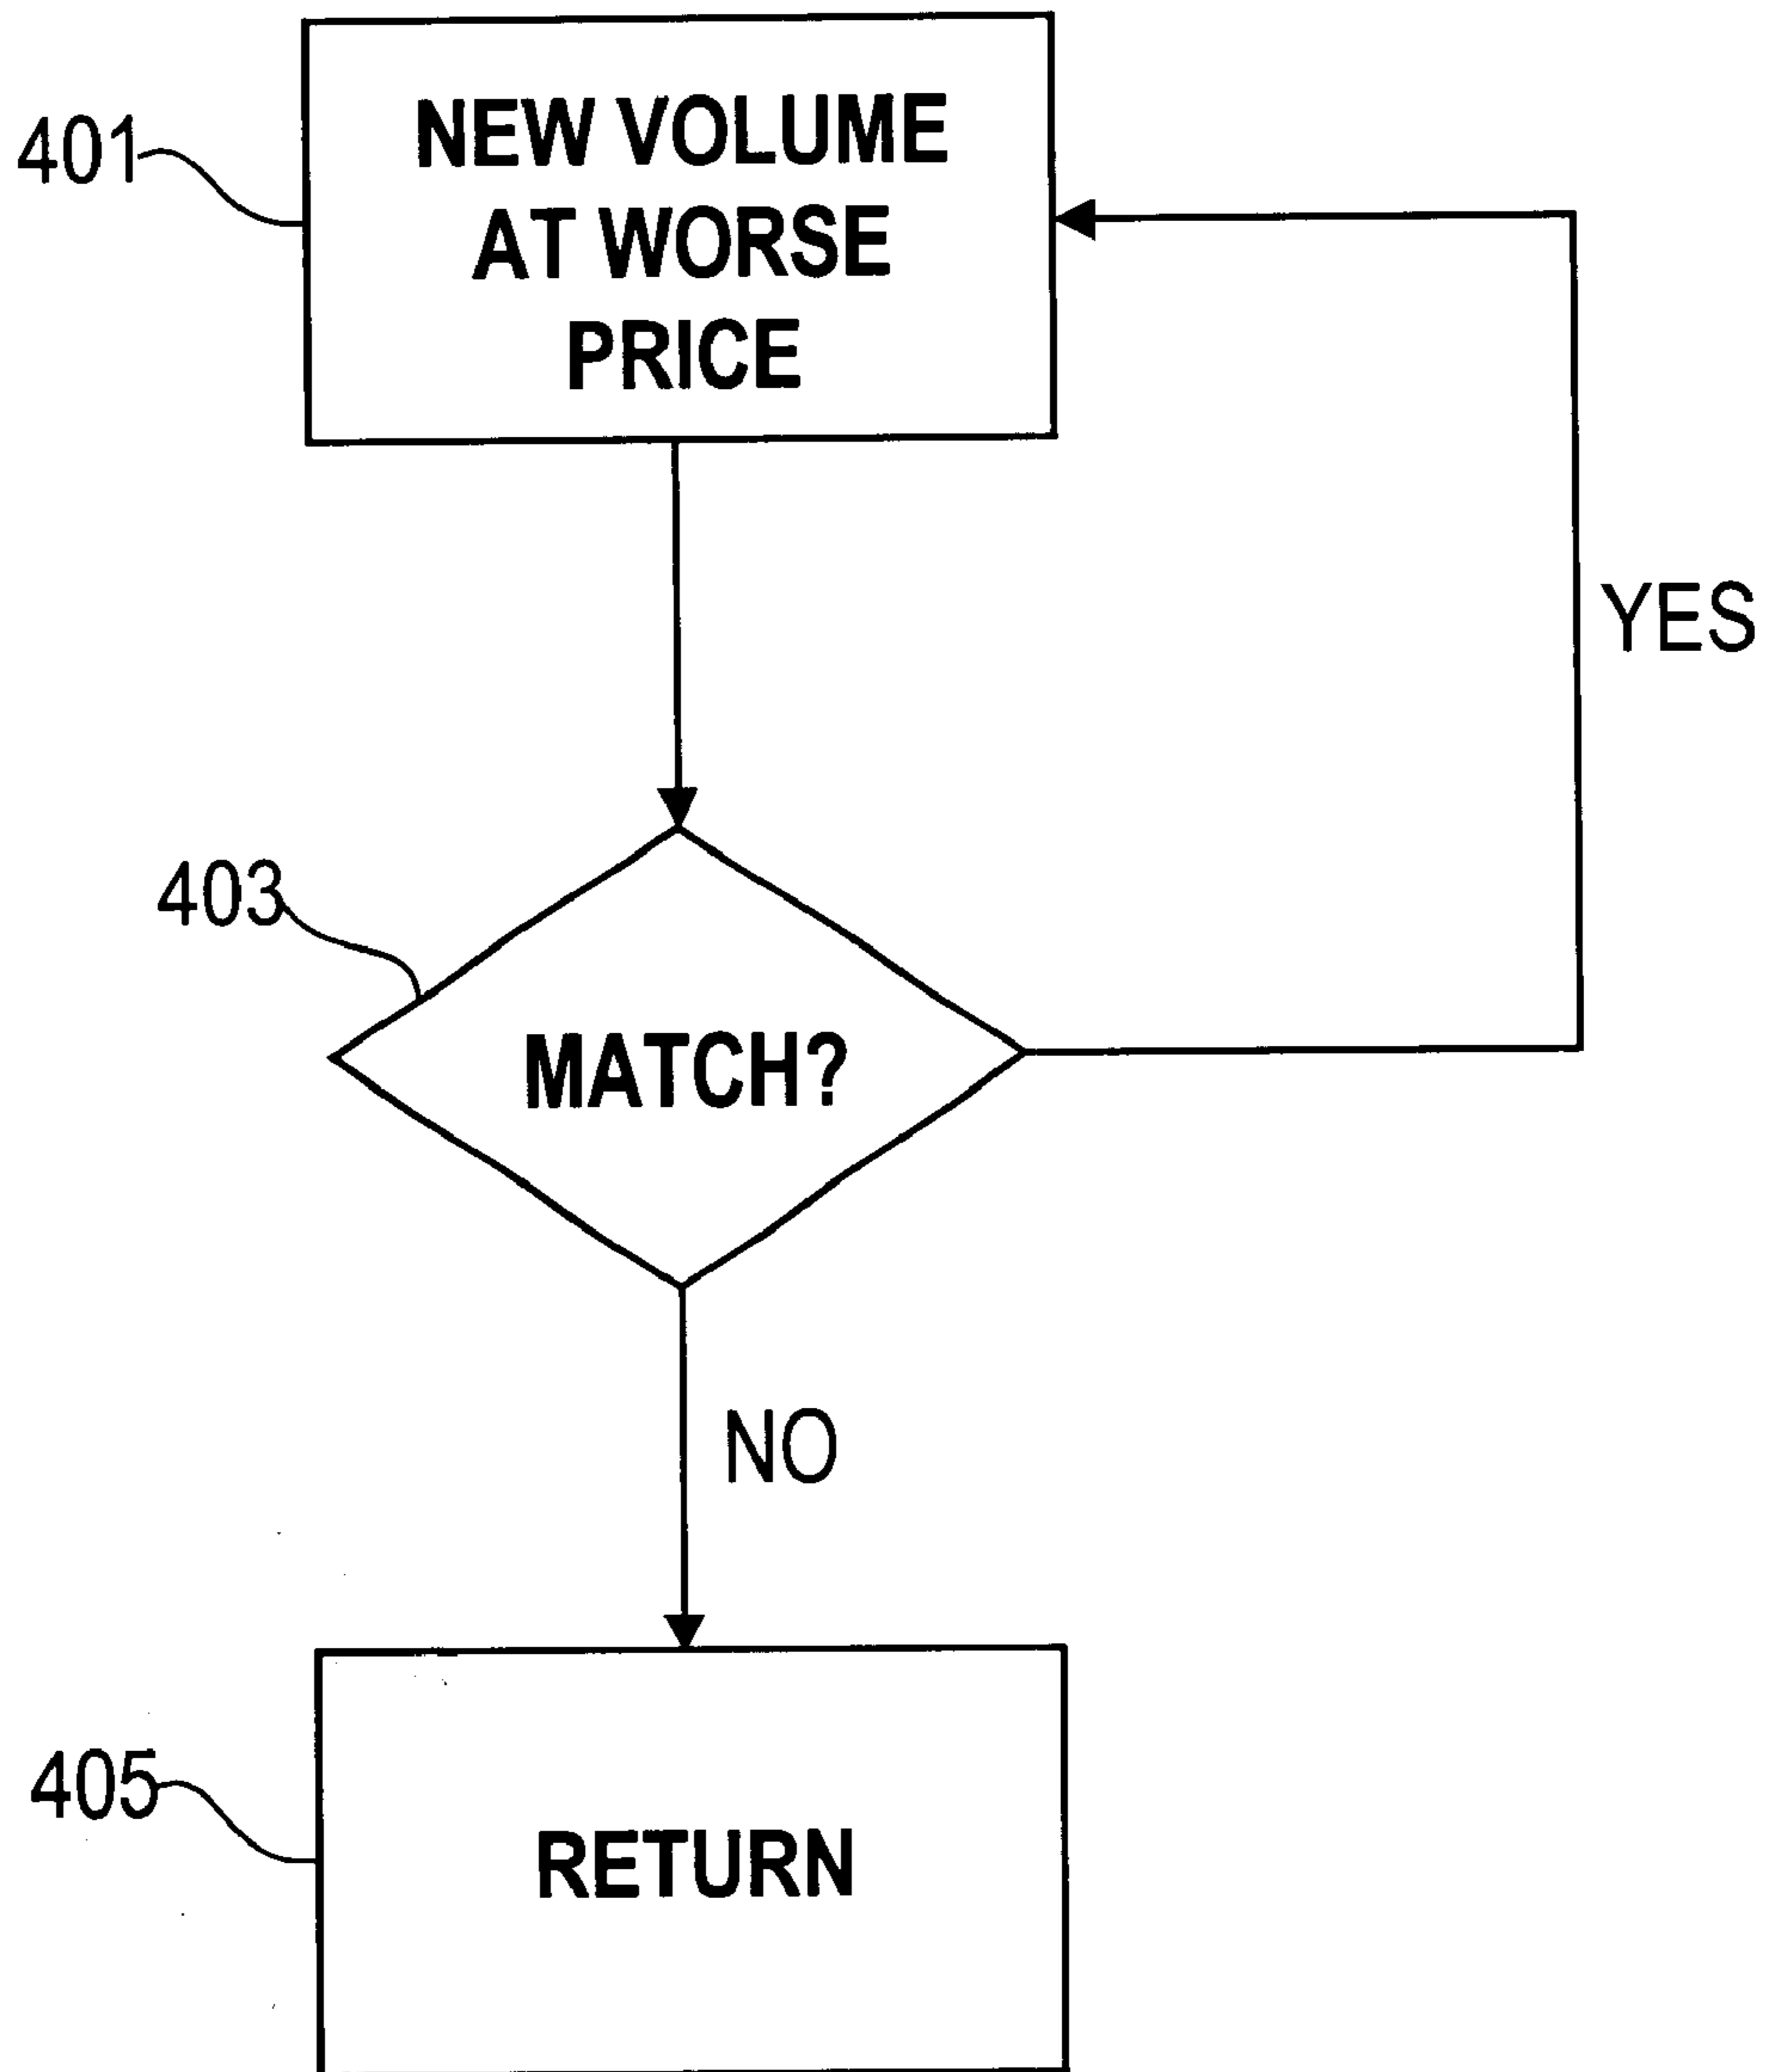 401
NEW VOLUME
AT WORSE
PRICE
YES
403
MATCH?
NO
405
RETURN